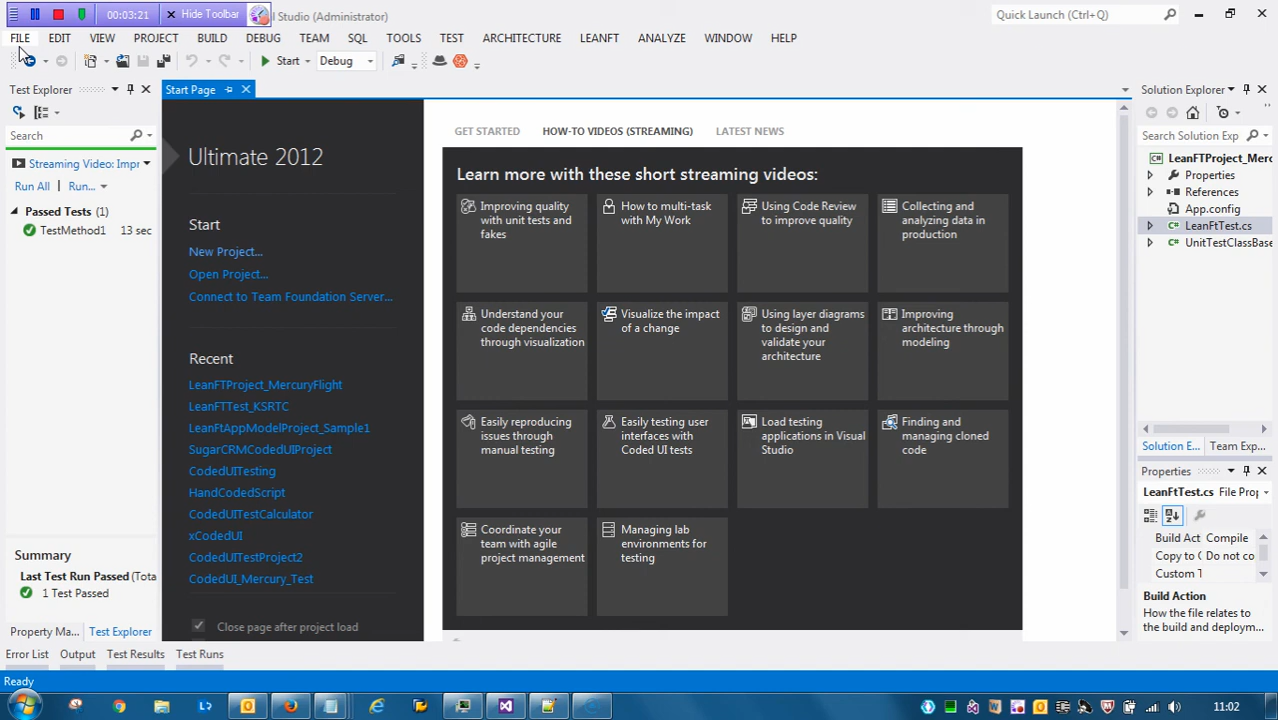 00:03:21
Hide Toolbar
l Studio (Administrator)
Quick Launch (Ctrl+Q)
FILE EDIT VIEW PROJECT BUILD DEBUG TEAM SQL TOOLS TEST ARCHITECTURE LEANFT ANALYZE WINDOW HELP
Start Debug
Test Explorer
Search
Streaming Video: Impr
Run All Run...
Passed Tests (1)
TestMethod1 13 sec
Summary
Last Test Run Passed (Tota
1 Test Passed
Property Ma... Test Explorer
Start Page
Ultimate 2012
Start
New Project...
Open Project...
Connect to Team Foundation Server...
Recent
LeanFTProject_MercuryFlight
LeanFTTest_KSRTC
LeanFtAppModelProject_Sample1
SugarCRMCodedUIProject
CodedUITesting
HandCodedScript
CodedUITestCalculator
xCodedUI
CodedUITestProject2
CodedUI_Mercury_Test
Close page after project load
GET STARTED HOW-TO VIDEOS (STREAMING) LATEST NEWS
Learn more with these short streaming videos:
Improving quality
with unit tests and
fakes
How to multi-task
with My Work
Using Code Review
to improve quality
Collecting and
analyzing data in
production
Understand your
code dependencies
through visualization
Visualize the impact
of a change
Using layer diagrams
to design and
validate your
architecture
Improving
architecture through
modeling
Easily reproducing
issues through
manual testing
Easily testing user
interfaces with
Coded UI tests
Load testing
applications in Visual
Studio
Finding and
managing cloned
code
Coordinate your
team with agile
project management
Managing lab
environments for
testing
Solution Explorer
Search Solution Exp
LeanFTProject_Merc
Properties
References
App.config
LeanFtTest.cs
UnitTestClassBase
Solution E... Team Exp...
Properties
LeanFtTest.cs File Prop
Build Act Compile
Copy to C Do not co
Custom T
Build Action
How the file relates to
the build and deploym...
Error List Output Test Results Test Runs
Ready
11:02